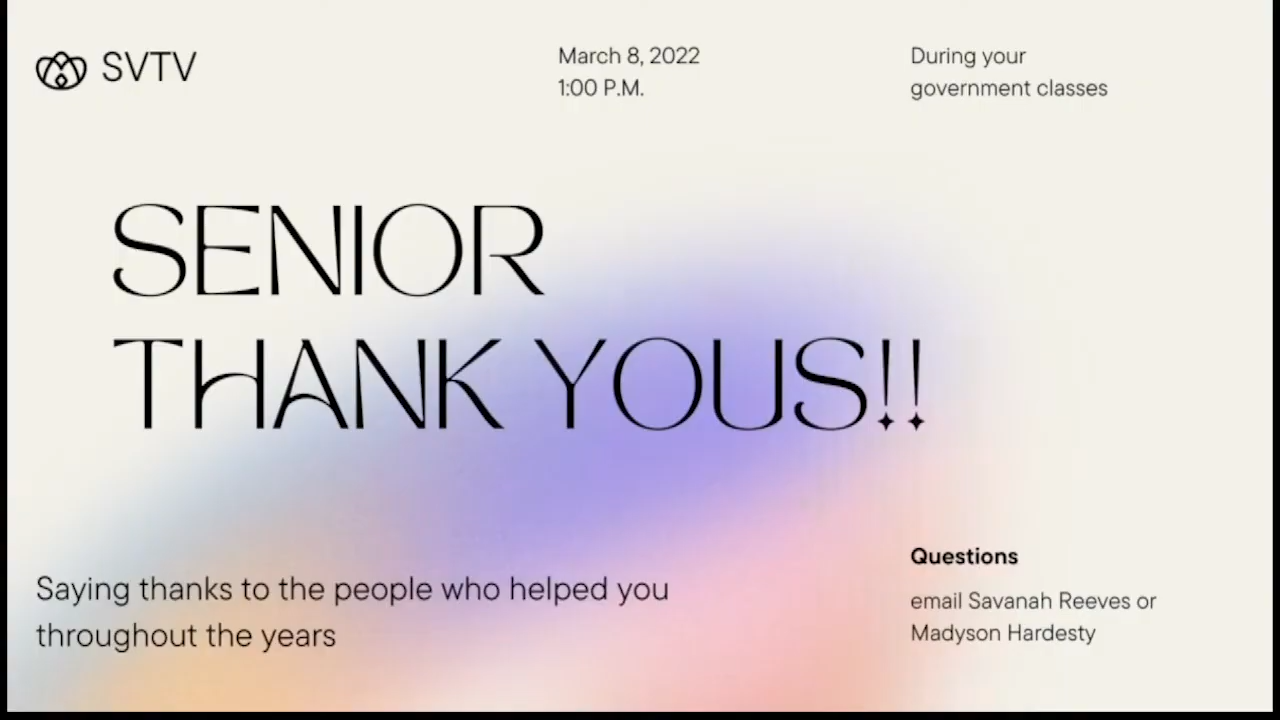 SVTV
March 8, 2022
1:00 P.M.
During your
government classes
SENIOR
THANK YOUS!!
Saying thanks to the people who helped you
throughout the years
Questions
email Savanah Reeves or
Madyson Hardesty